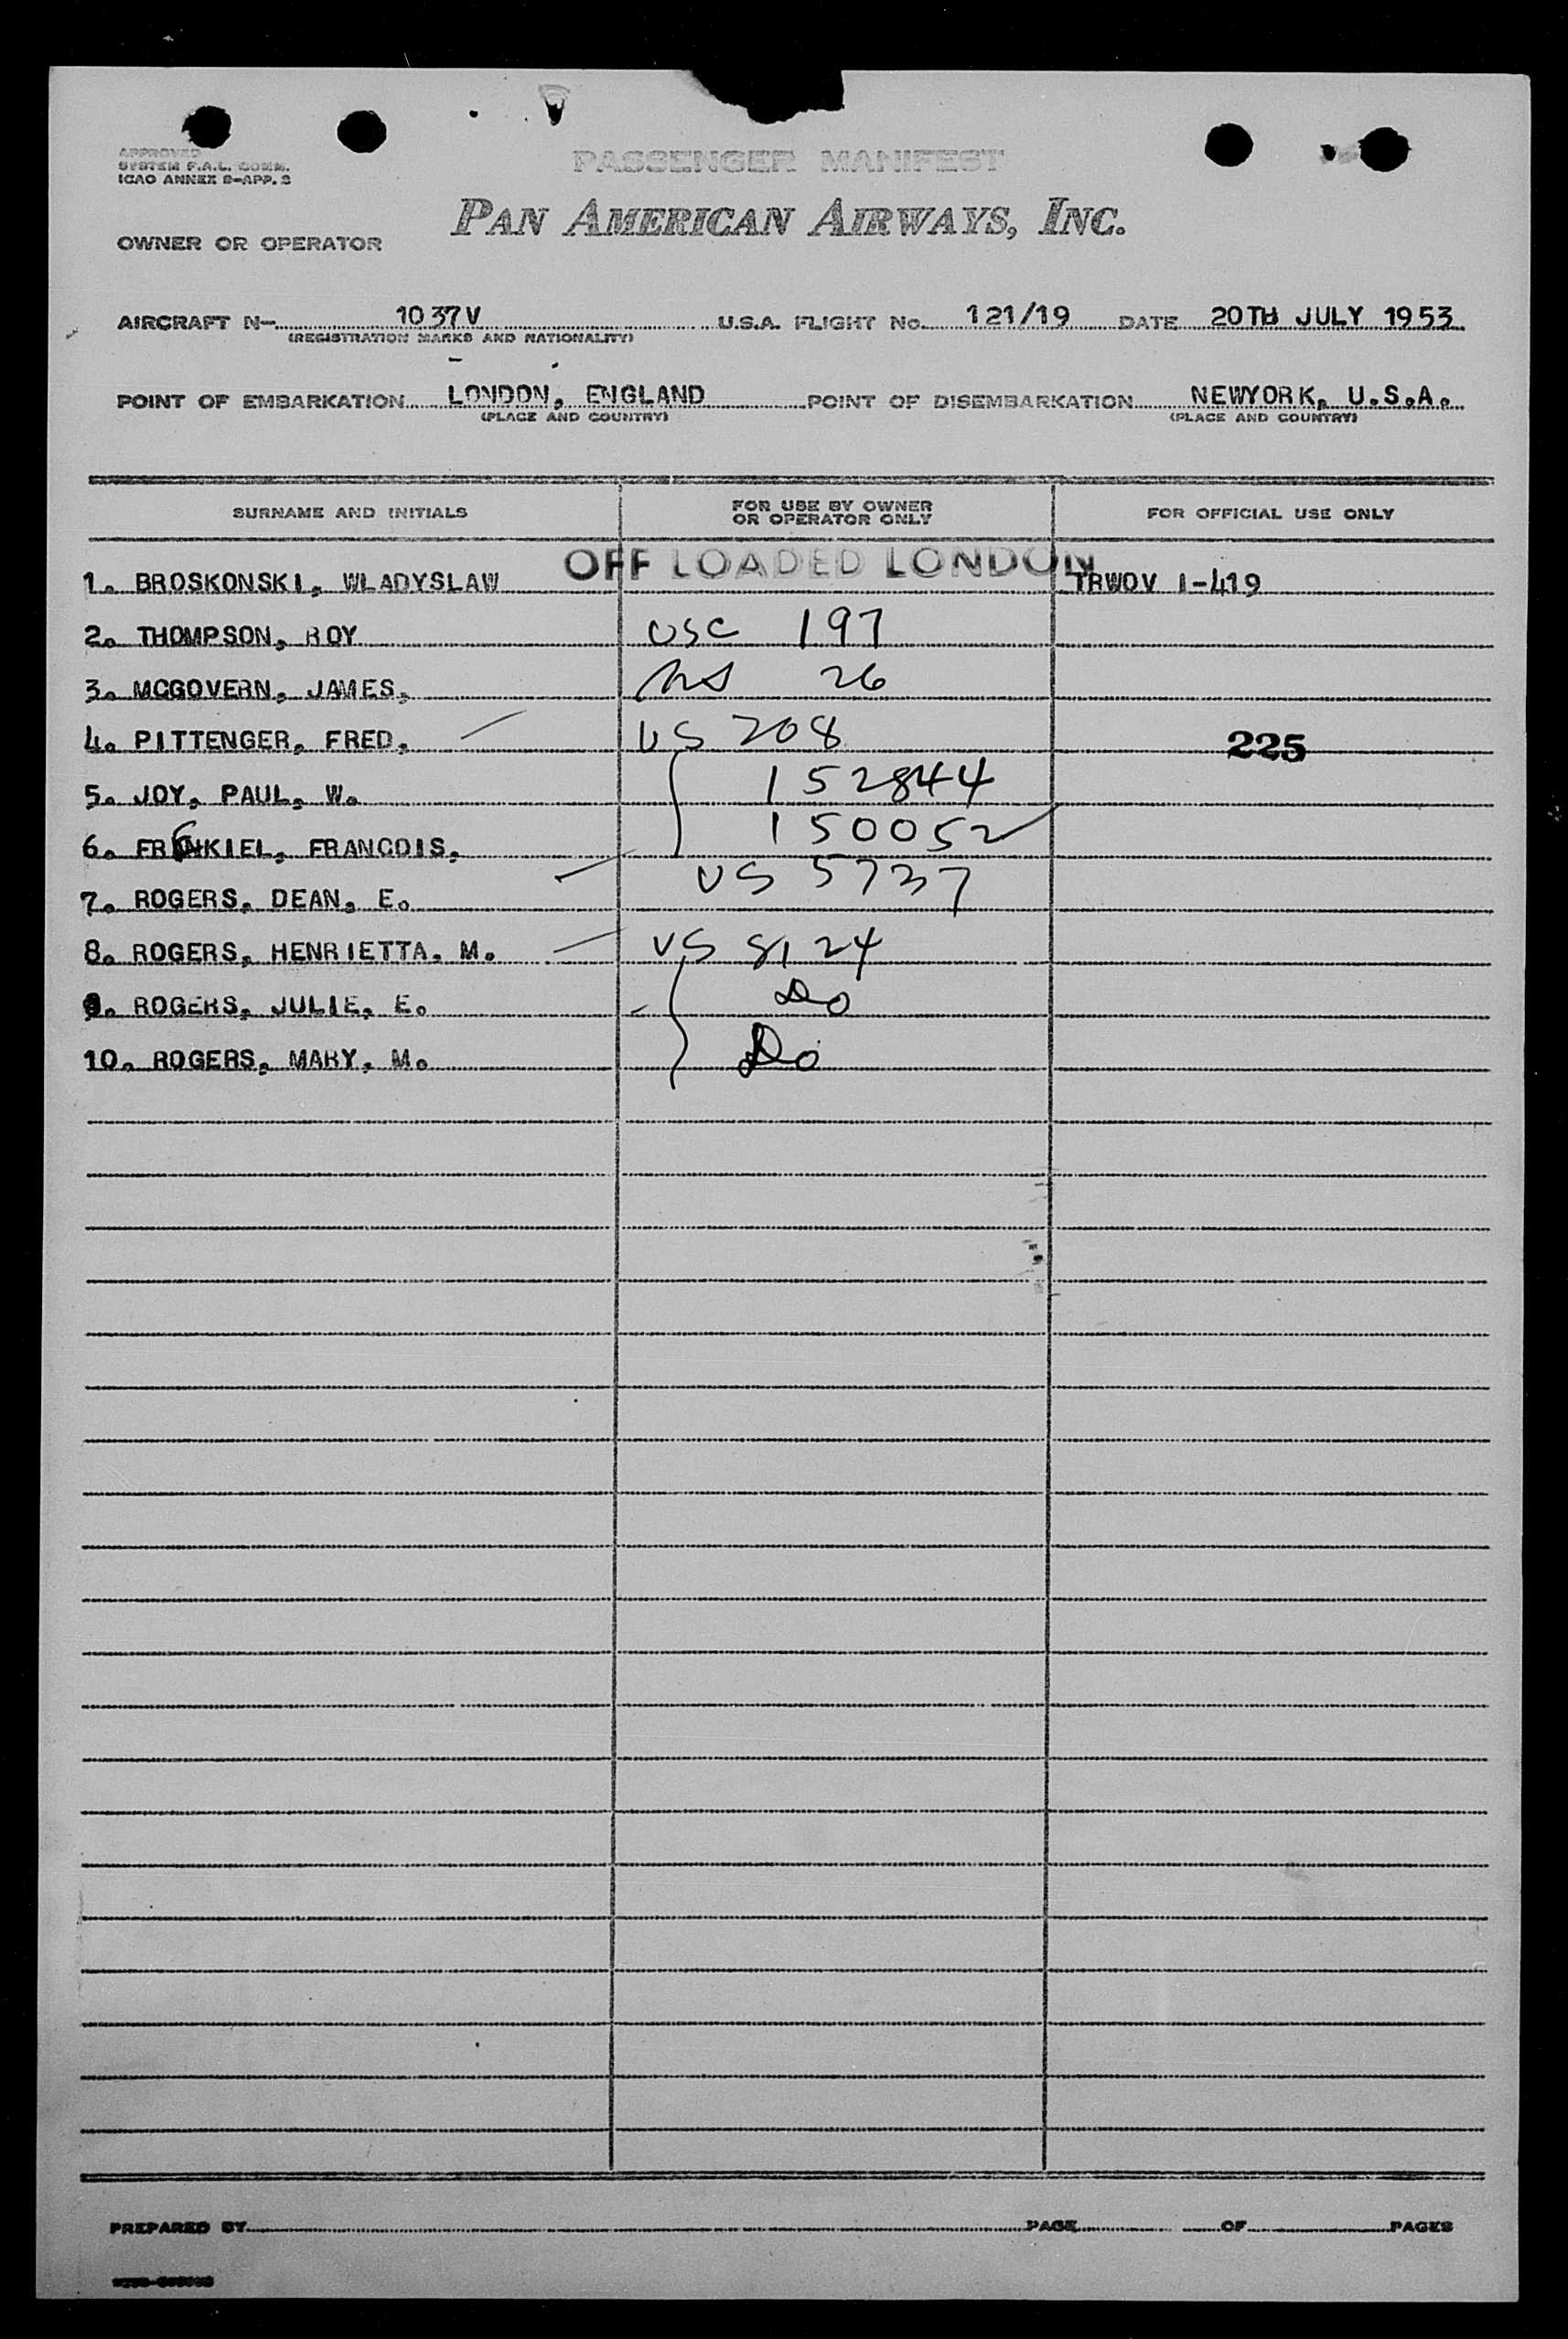 APPROVED
SYSTEM F.A.L. COMM.
ICAO ANNEX 9-APP. 3
PASSENGER MANIFEST
PAN AMERICAN AIRWAYS, INC.
OWNER OR OPERATOR
AIRCRAFT N- 1037V U.S.A. FLIGHT No. 121/19 DATE 20TH JULY 1953
(REGISTRATION MARKS AND NATIONALITY)
POINT OF EMBARKATION LONDON, ENGLAND POINT OF DISEMBARKATION NEWYORK, U.S.A.
(PLACE AND COUNTRY) (PLACE AND COUNTRY)
SURNAME AND INITIALS FOR USE BY OWNER OR OPERATOR ONLY FOR OFFICIAL USE ONLY
OFF LOADED LONDON
1. BROSKONSKI, WLADYSLAW TRWOV 1-419
2. THOMPSON, ROY USC 197
3. MCGOVERN, JAMES, 26
4. PITTENGER, FRED, US 208 225
5. JOY, PAUL, W. 152844
6. FRENKIEL, FRANCOIS, 150052
7. ROGERS, DEAN, E. US 5737
8. ROGERS, HENRIETTA, M. US 8124
9. ROGERS, JULIE, E. Do
10. ROGERS, MARY, M. Do
PREPARED BY PAGE OF PAGES